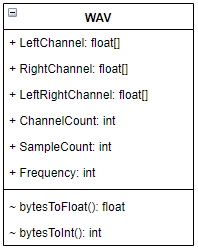 WAV
+ LeftChannel: float[]
+ RightChannel: float[]
+ LeftRightChannel: float[]
+ ChannelCount: int
+ SampleCount: int
+ Frequency: int
~ bytesToFloat(): float
~ bytesToInt(): int